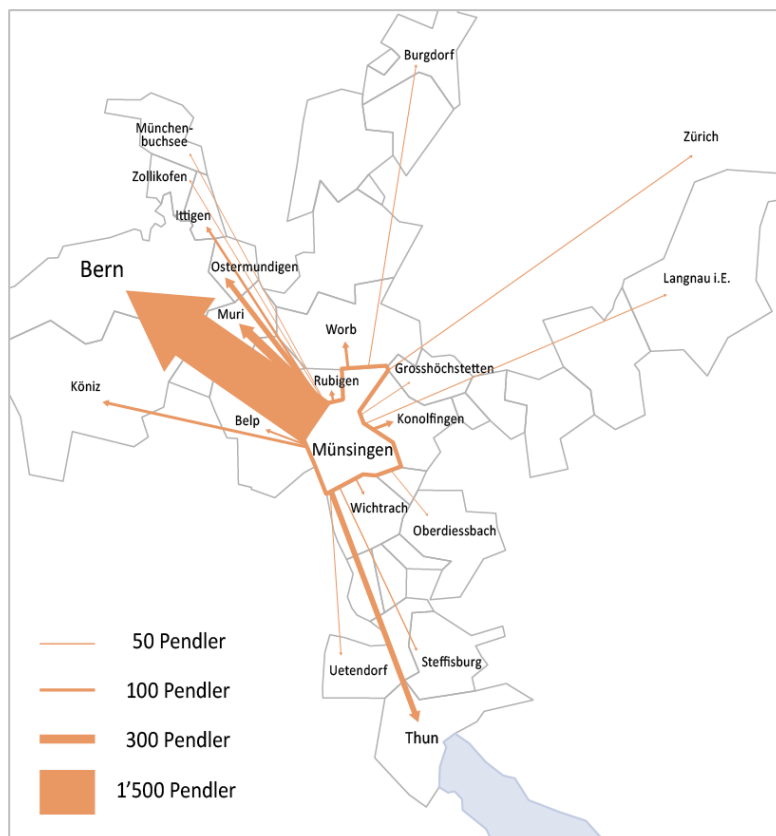 Burgdorf
München-
buchsee
Zürich
Zollikofen
Ittigen
Ostermundigen
Bern
Langnau i.E.
Muri
Worb
Grosshöchstetten
Rubigen
Köniz
Belp
Konolfingen
Münsingen
Wichtrach
Oberdiessbach
50 Pendler
Uetendorf
Steffisburg
100 Pendler
300 Pendler
Thun
1'500 Pendler